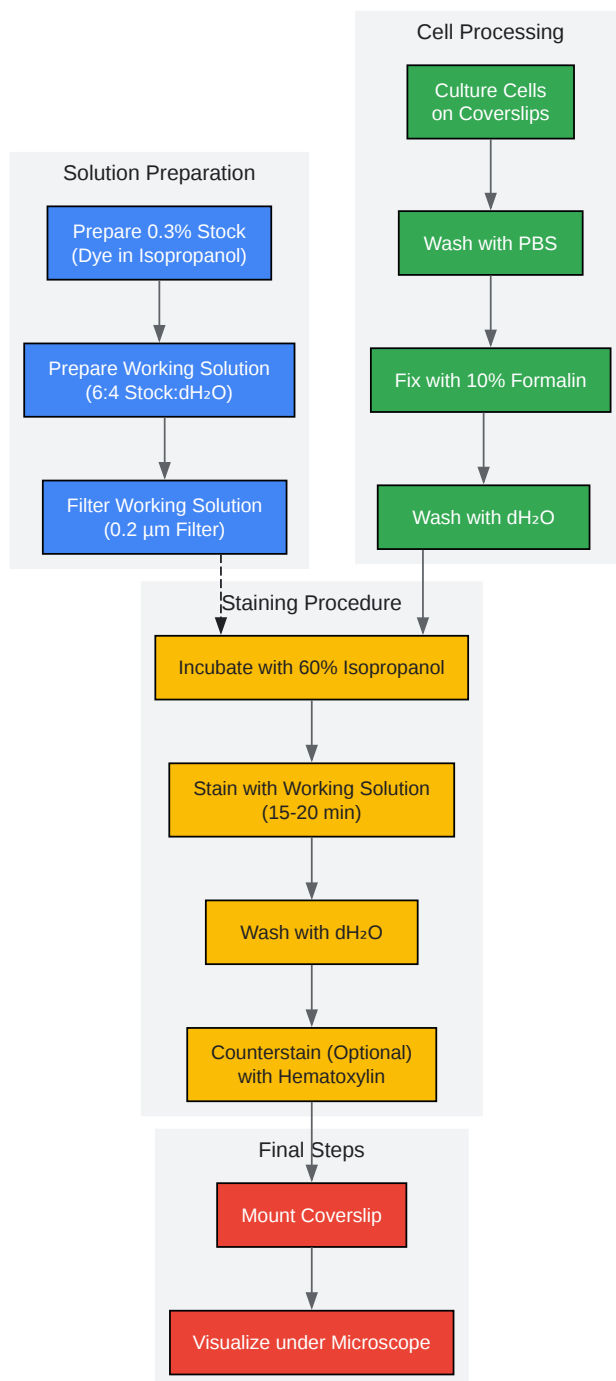 Cell Processing
Culture Cells
on Coverslips
Wash with PBS
Fix with 10% Formalin
Wash with dH₂O
Solution Preparation
Prepare 0.3% Stock
(Dye in Isopropanol)
Prepare Working Solution
(6:4 Stock:dH₂O)
Filter Working Solution
(0.2 µm Filter)
Staining Procedure
Incubate with 60% Isopropanol
Stain with Working Solution
(15-20 min)
Wash with dH₂O
Counterstain (Optional)
with Hematoxylin
Final Steps
Mount Coverslip
Visualize under Microscope